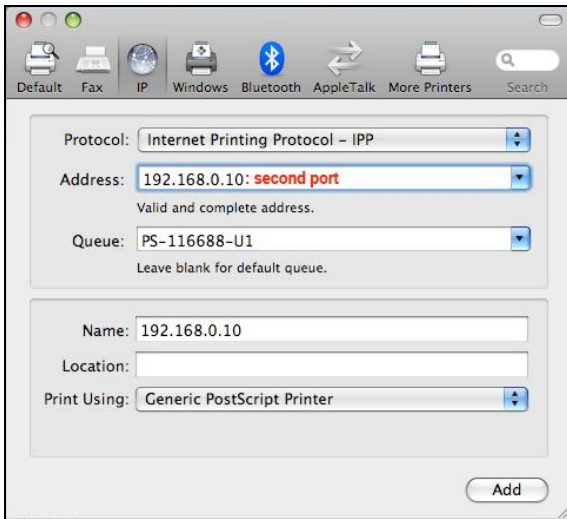 Default Fax IP Windows Bluetooth AppleTalk More Printers Search
Protocol: Internet Printing Protocol – IPP
Address: 192.168.0.10: second port
Valid and complete address.
Queue: PS-116688-U1
Leave blank for default queue.
Name: 192.168.0.10
Location:
Print Using: Generic PostScript Printer
Add